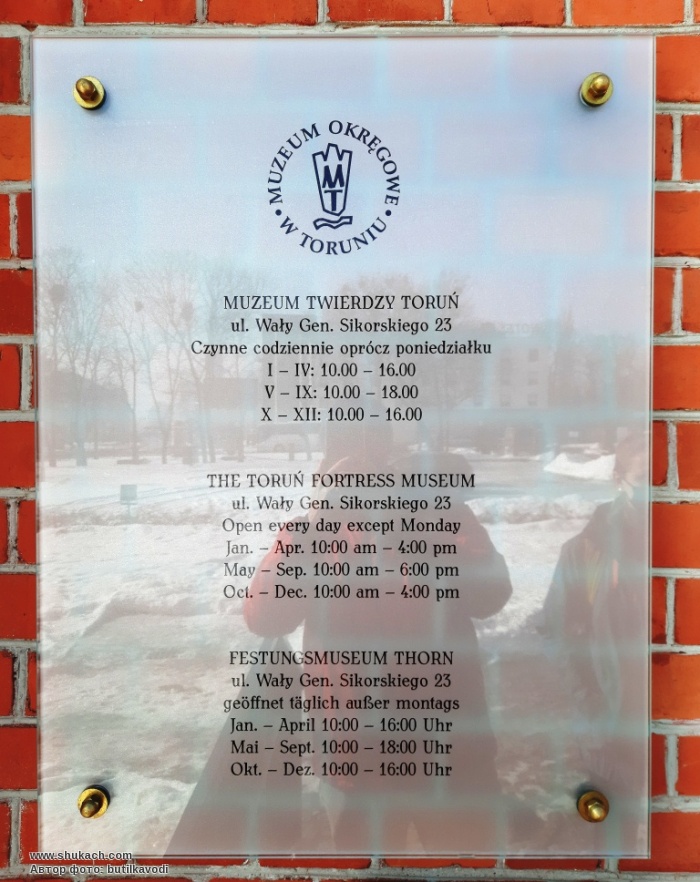 MUZEUM OKRĘGOWE
• W TORUNIU •
MT
MUZEUM TWIERDZY TORUŃ
ul. Wały Gen. Sikorskiego 23
Czynne codziennie oprócz poniedziałku
I – IV: 10.00 – 16.00
V – IX: 10.00 – 18.00
X – XII: 10.00 – 16.00
THE TORUŃ FORTRESS MUSEUM
ul. Wały Gen. Sikorskiego 23
Open every day except Monday
Jan. – Apr. 10:00 am – 4:00 pm
May – Sep. 10:00 am – 6:00 pm
Oct. – Dec. 10:00 am – 4:00 pm
FESTUNGSMUSEUM THORN
ul. Wały Gen. Sikorskiego 23
geöffnet täglich außer montags
Jan. – April 10:00 – 16:00 Uhr
Mai – Sept. 10:00 – 18:00 Uhr
Okt. – Dez. 10:00 – 16:00 Uhr
www.shukach.com
Автор фото: butilkavodi